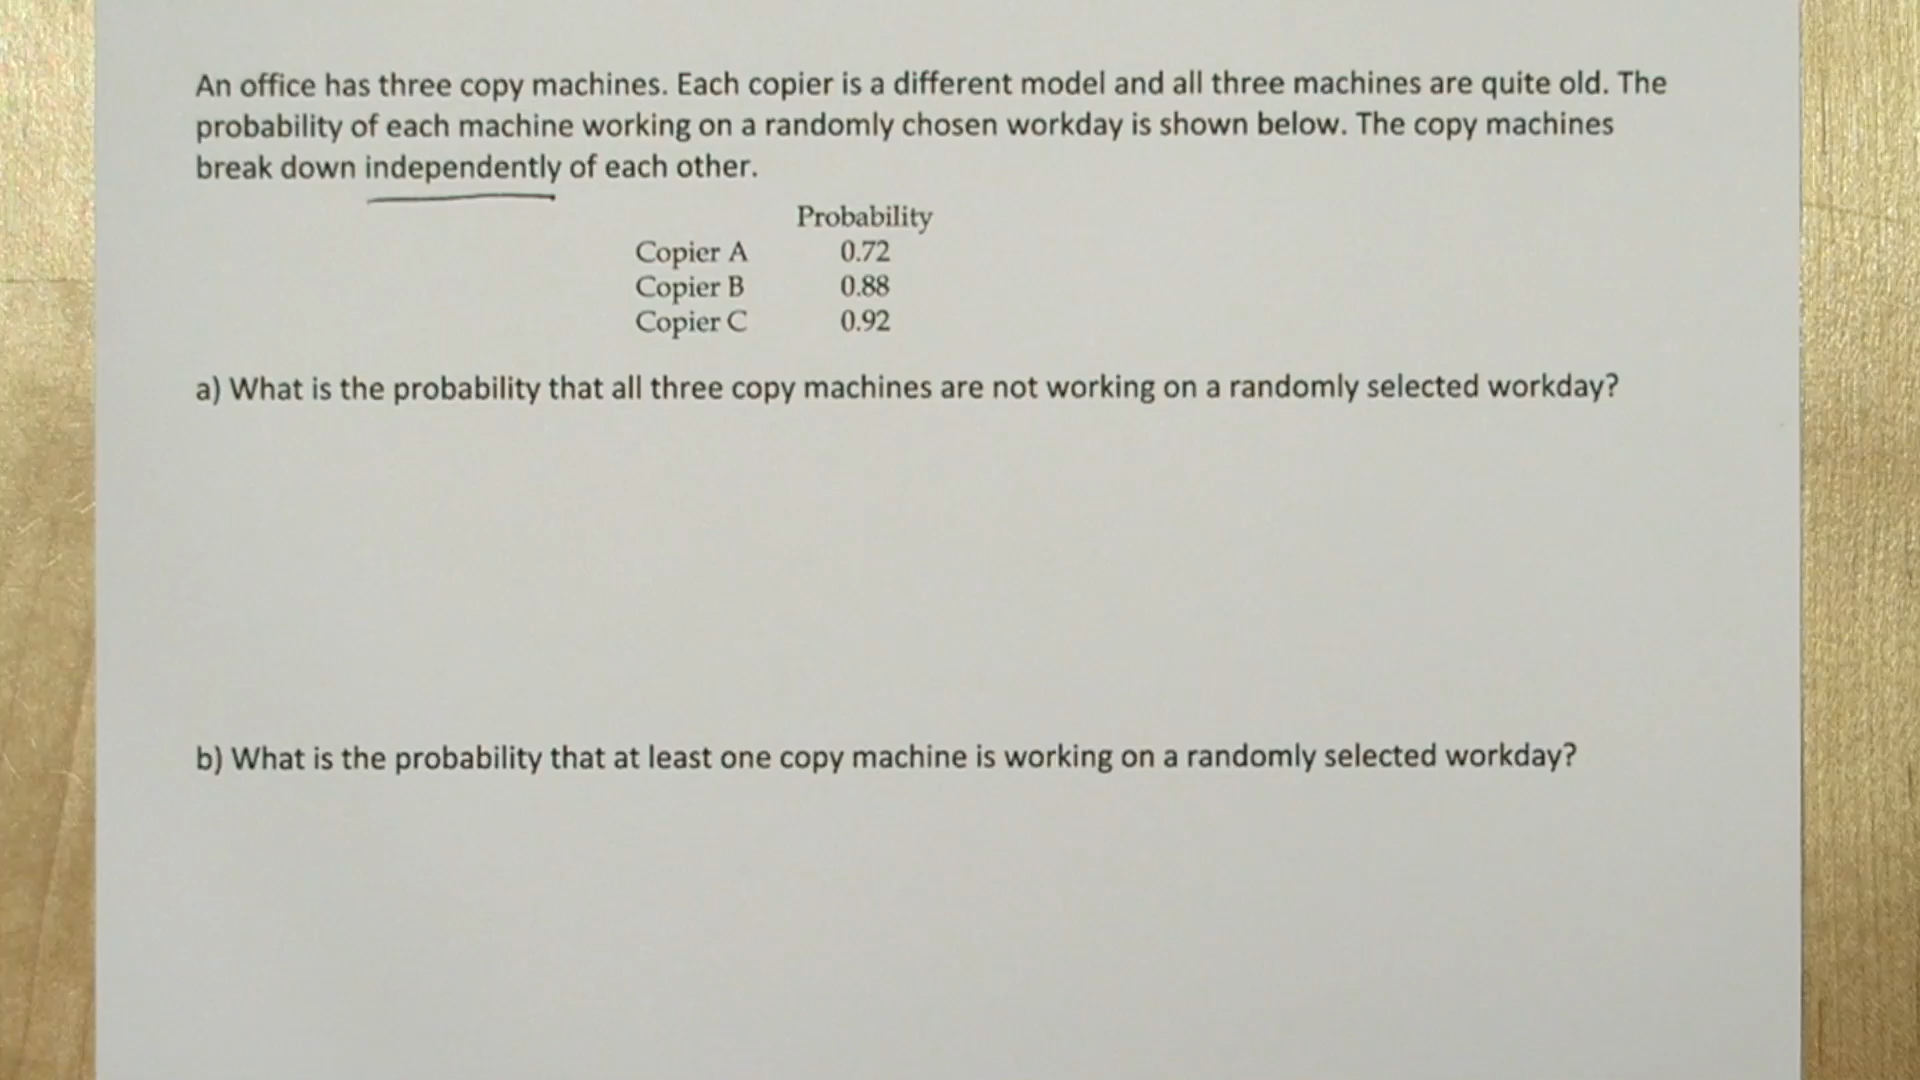 An office has three copy machines. Each copier is a different model and all three machines are quite old. The
probability of each machine working on a randomly chosen workday is shown below. The copy machines
break down independently of each other.
Probability
Copier A 0.72
Copier B 0.88
Copier C 0.92
a) What is the probability that all three copy machines are not working on a randomly selected workday?
b) What is the probability that at least one copy machine is working on a randomly selected workday?